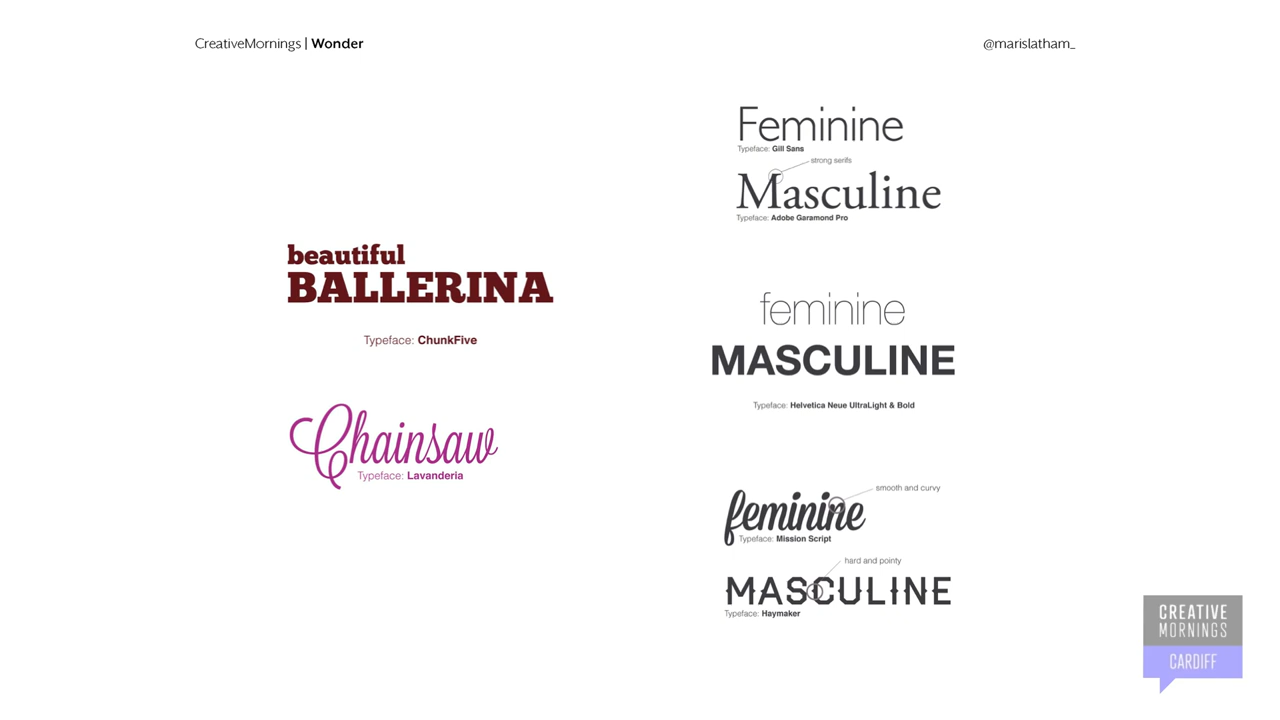 CreativeMornings | Wonder
@marislatham_
beautiful
BALLERINA
Typeface: ChunkFive
Chainsaw
Typeface: Lavanderia
Feminine
Typeface: Gill Sans
strong serifs
Masculine
Typeface: Adobe Garamond Pro
feminine
MASCULINE
Typeface: Helvetica Neue UltraLight & Bold
smooth and curvy
feminine
Typeface: Mission Script
hard and pointy
MASCULINE
Typeface: Haymaker
CREATIVE
MORNINGS
CARDIFF